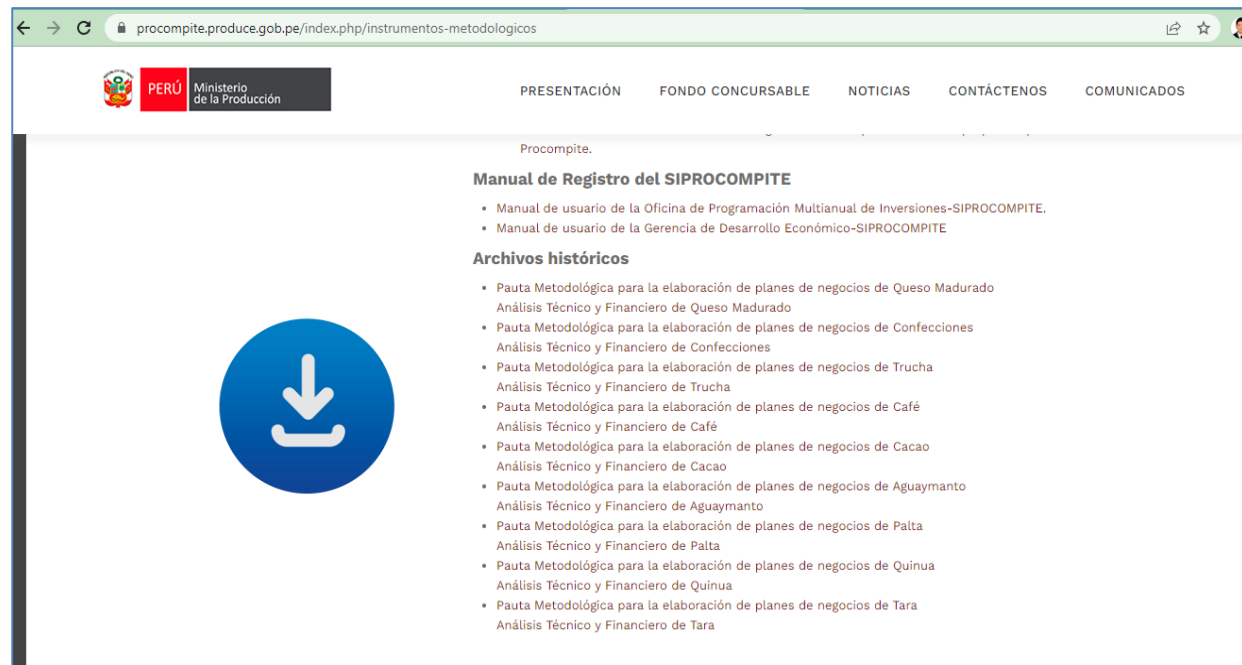 procompite.produce.gob.pe/index.php/instrumentos-metodologicos
PERÚ
Ministerio
de la Producción
PRESENTACIÓN FONDO CONCURSABLE NOTICIAS CONTÁCTENOS COMUNICADOS
Procompite.
Manual de Registro del SIPROCOMPITE
• Manual de usuario de la Oficina de Programación Multianual de Inversiones-SIPROCOMPITE.
• Manual de usuario de la Gerencia de Desarrollo Económico-SIPROCOMPITE
Archivos históricos
• Pauta Metodológica para la elaboración de planes de negocios de Queso Madurado
Análisis Técnico y Financiero de Queso Madurado
• Pauta Metodológica para la elaboración de planes de negocios de Confecciones
Análisis Técnico y Financiero de Confecciones
• Pauta Metodológica para la elaboración de planes de negocios de Trucha
Análisis Técnico y Financiero de Trucha
• Pauta Metodológica para la elaboración de planes de negocios de Café
Análisis Técnico y Financiero de Café
• Pauta Metodológica para la elaboración de planes de negocios de Cacao
Análisis Técnico y Financiero de Cacao
• Pauta Metodológica para la elaboración de planes de negocios de Aguaymanto
Análisis Técnico y Financiero de Aguaymanto
• Pauta Metodológica para la elaboración de planes de negocios de Palta
Análisis Técnico y Financiero de Palta
• Pauta Metodológica para la elaboración de planes de negocios de Quinua
Análisis Técnico y Financiero de Quinua
• Pauta Metodológica para la elaboración de planes de negocios de Tara
Análisis Técnico y Financiero de Tara